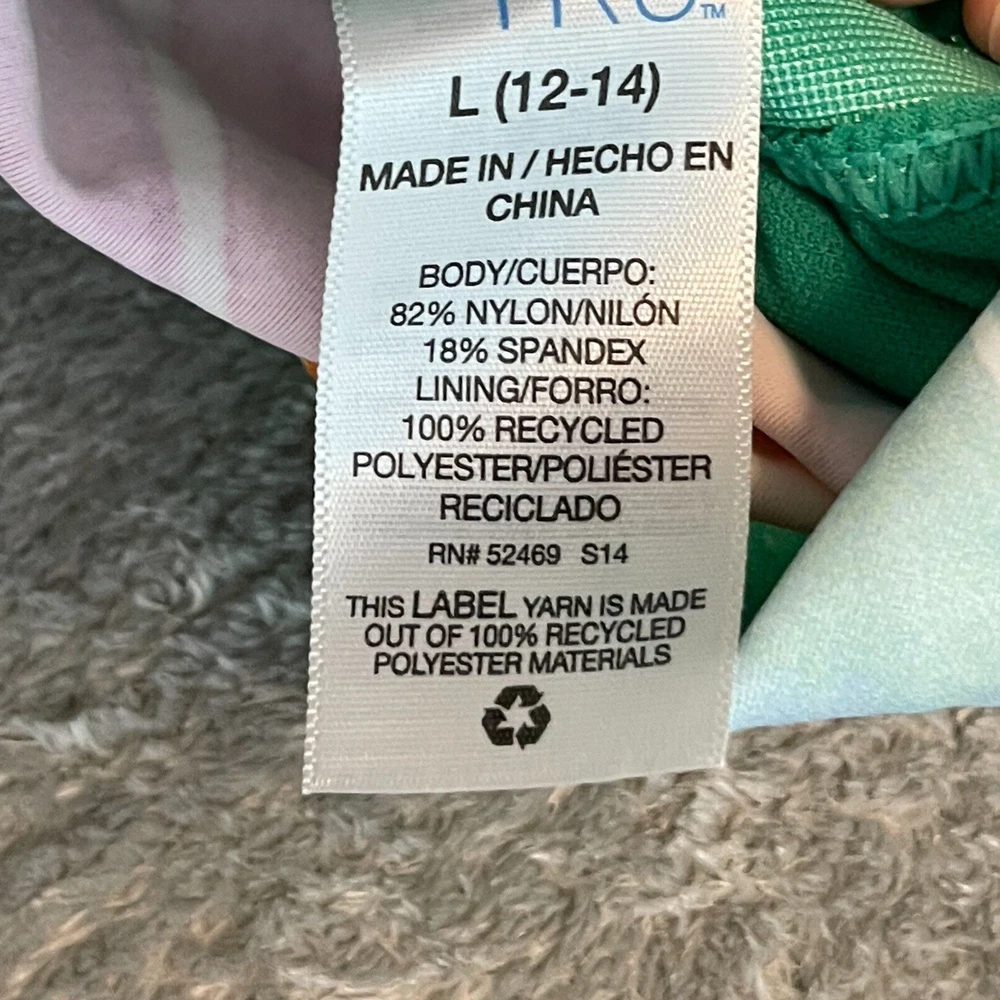 L (12-14)
MADE IN / HECHO EN
CHINA
BODY/CUERPO:
82% NYLON/NILÓN
18% SPANDEX
LINING/FORRO:
100% RECYCLED
POLYESTER/POLIÉSTER
RECICLADO
RN# 52469 S14
THIS LABEL YARN IS MADE
OUT OF 100% RECYCLED
POLYESTER MATERIALS